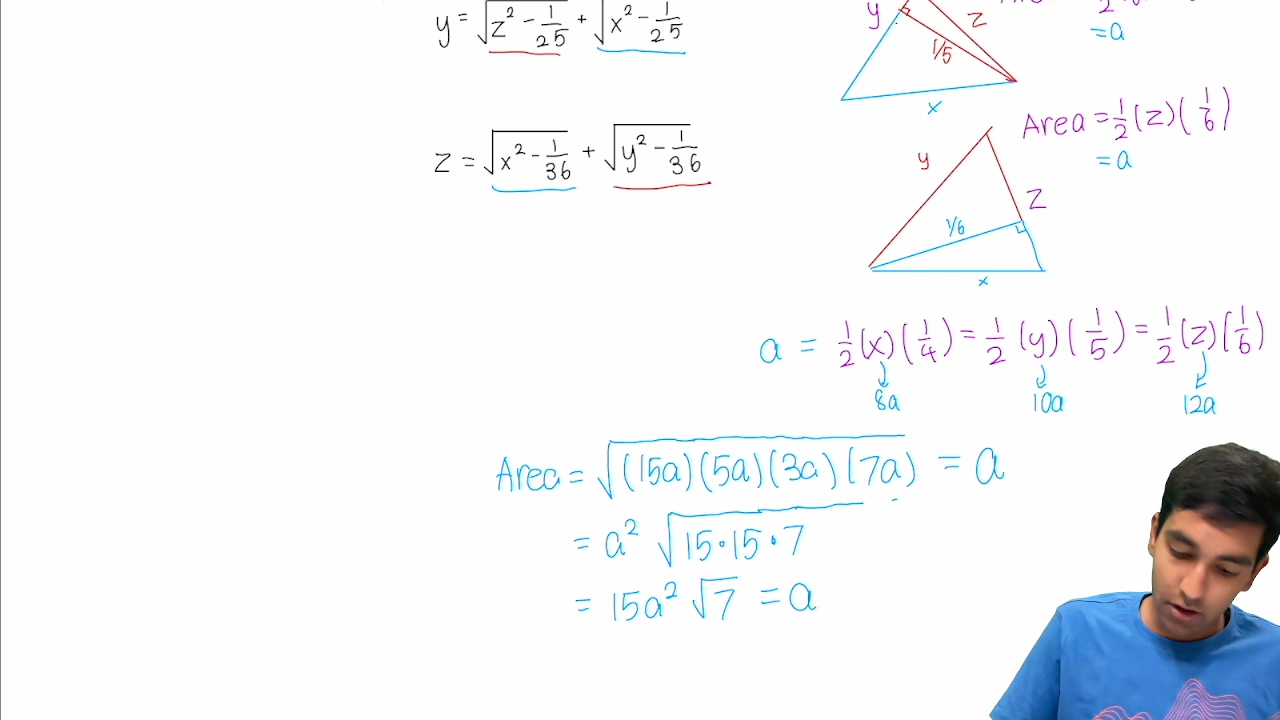 y = √(z² - 1/25) + √(x² - 1/25)
y
z
1/5
x
= a
z = √(x² - 1/36) + √(y² - 1/36)
Area = 1/2 (z)(1/6)
= a
y
z
1/6
x
a = 1/2 (x)(1/4) = 1/2 (y)(1/5) = 1/2 (z)(1/6)
8a 10a 12a
Area = √(15a)(5a)(3a)(7a) = a
= a² √15·15·7
= 15a² √7 = a